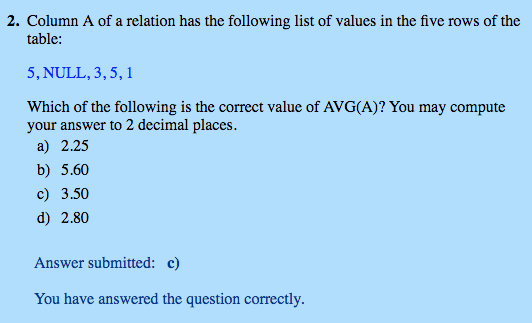 2. Column A of a relation has the following list of values in the five rows of the
table:
5, NULL, 3, 5, 1
Which of the following is the correct value of AVG(A)? You may compute
your answer to 2 decimal places.
a) 2.25
b) 5.60
c) 3.50
d) 2.80
Answer submitted: c)
You have answered the question correctly.